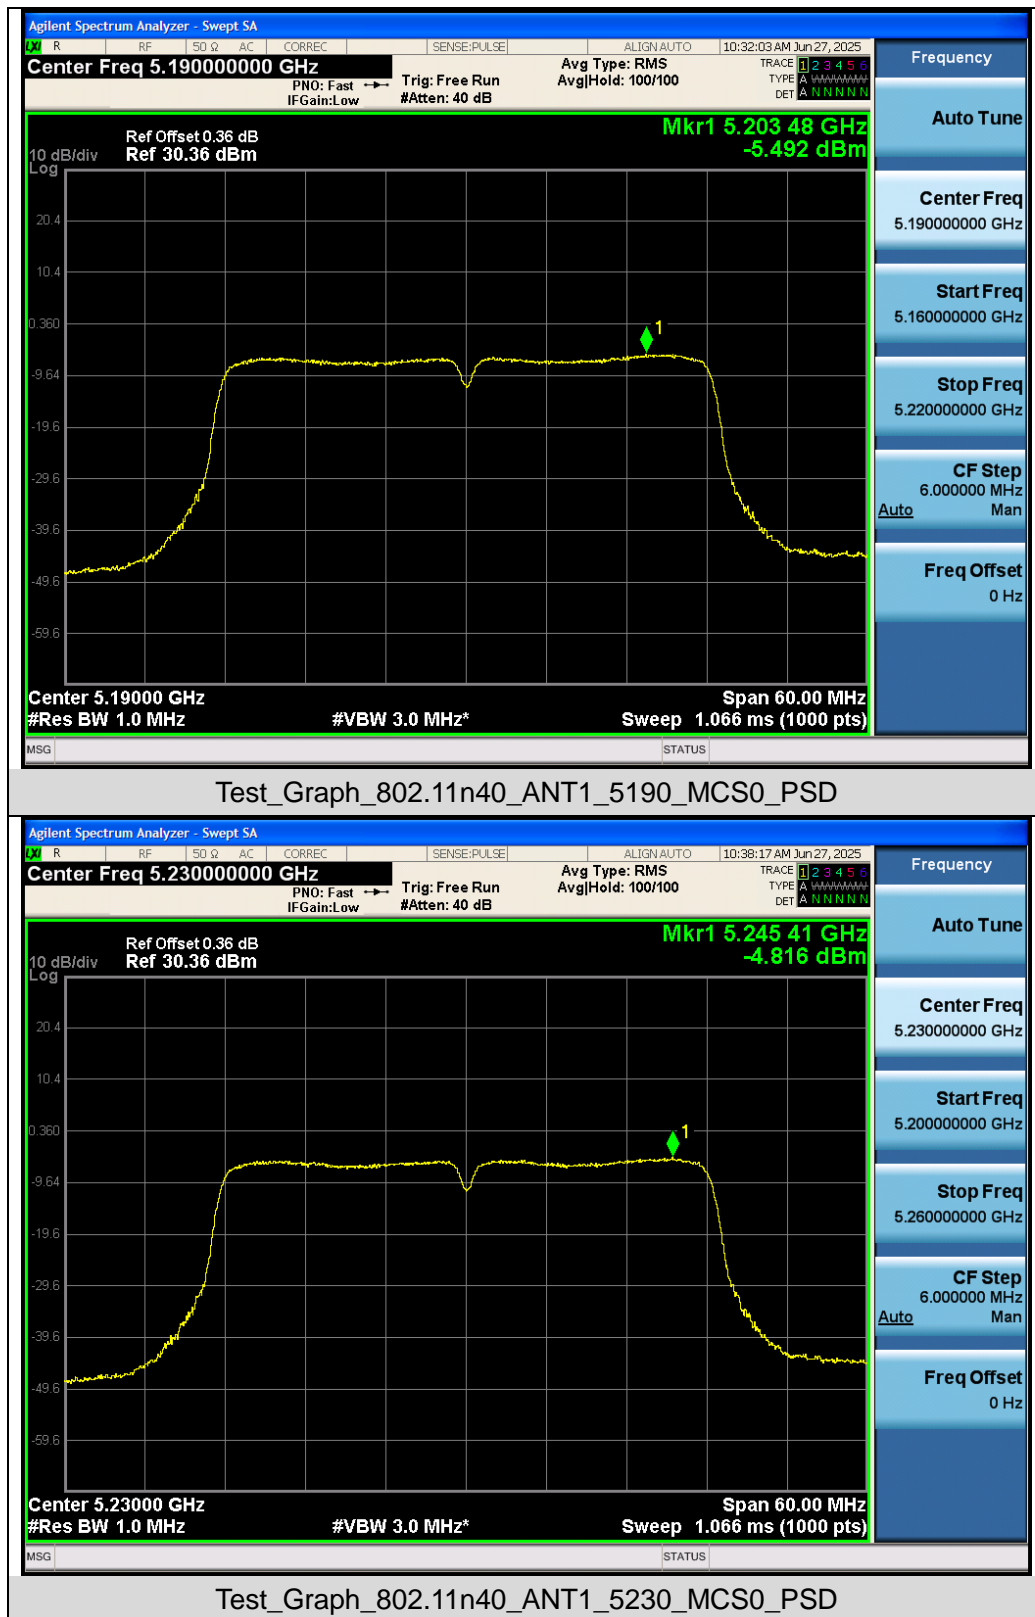 Agilent Spectrum Analyzer - Swept SA
LXI R RF 50 Ω AC CORREC SENSE:PULSE ALIGN AUTO 10:32:03 AM Jun 27, 2025
Center Freq 5.190000000 GHz
PNO: Fast
IFGain:Low
Trig: Free Run
#Atten: 40 dB
Avg Type: RMS
Avg|Hold: 100/100
TRACE 1 2 3 4 5 6
TYPE A WWWWW
DET A N N N N N
Ref Offset 0.36 dB
10 dB/div Ref 30.36 dBm
Log
Mkr1 5.203 48 GHz
-5.492 dBm
20.4
10.4
0.360
-9.64
-19.6
-29.6
-39.6
-49.6
-59.6
1
Center 5.19000 GHz
Span 60.00 MHz
#Res BW 1.0 MHz #VBW 3.0 MHz* Sweep 1.066 ms (1000 pts)
MSG STATUS
Frequency
Auto Tune
Center Freq
5.190000000 GHz
Start Freq
5.160000000 GHz
Stop Freq
5.220000000 GHz
CF Step
6.000000 MHz
Auto Man
Freq Offset
0 Hz
Test_Graph_802.11n40_ANT1_5190_MCS0_PSD
Agilent Spectrum Analyzer - Swept SA
LXI R RF 50 Ω AC CORREC SENSE:PULSE ALIGN AUTO 10:38:17 AM Jun 27, 2025
Center Freq 5.230000000 GHz
PNO: Fast
IFGain:Low
Trig: Free Run
#Atten: 40 dB
Avg Type: RMS
Avg|Hold: 100/100
TRACE 1 2 3 4 5 6
TYPE A WWWWW
DET A N N N N N
Ref Offset 0.36 dB
10 dB/div Ref 30.36 dBm
Log
Mkr1 5.245 41 GHz
-4.816 dBm
20.4
10.4
0.360
-9.64
-19.6
-29.6
-39.6
-49.6
-59.6
1
Center 5.23000 GHz
Span 60.00 MHz
#Res BW 1.0 MHz #VBW 3.0 MHz* Sweep 1.066 ms (1000 pts)
MSG STATUS
Frequency
Auto Tune
Center Freq
5.230000000 GHz
Start Freq
5.200000000 GHz
Stop Freq
5.260000000 GHz
CF Step
6.000000 MHz
Auto Man
Freq Offset
0 Hz
Test_Graph_802.11n40_ANT1_5230_MCS0_PSD